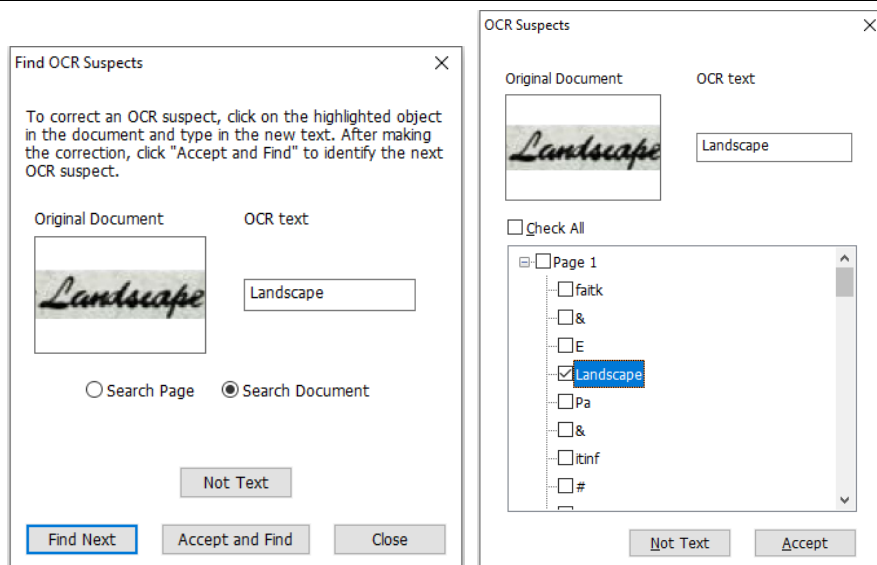 Find OCR Suspects
To correct an OCR suspect, click on the highlighted object
in the document and type in the new text. After making
the correction, click "Accept and Find" to identify the next
OCR suspect.
Original Document
OCR text
Landscape
Landscape
Search Page
Search Document
Not Text
Find Next
Accept and Find
Close
OCR Suspects
Original Document
OCR text
Landscape
Landscape
Check All
Page 1
faitk
&
E
Landscape
Pa
&
itinf
#
Not Text
Accept